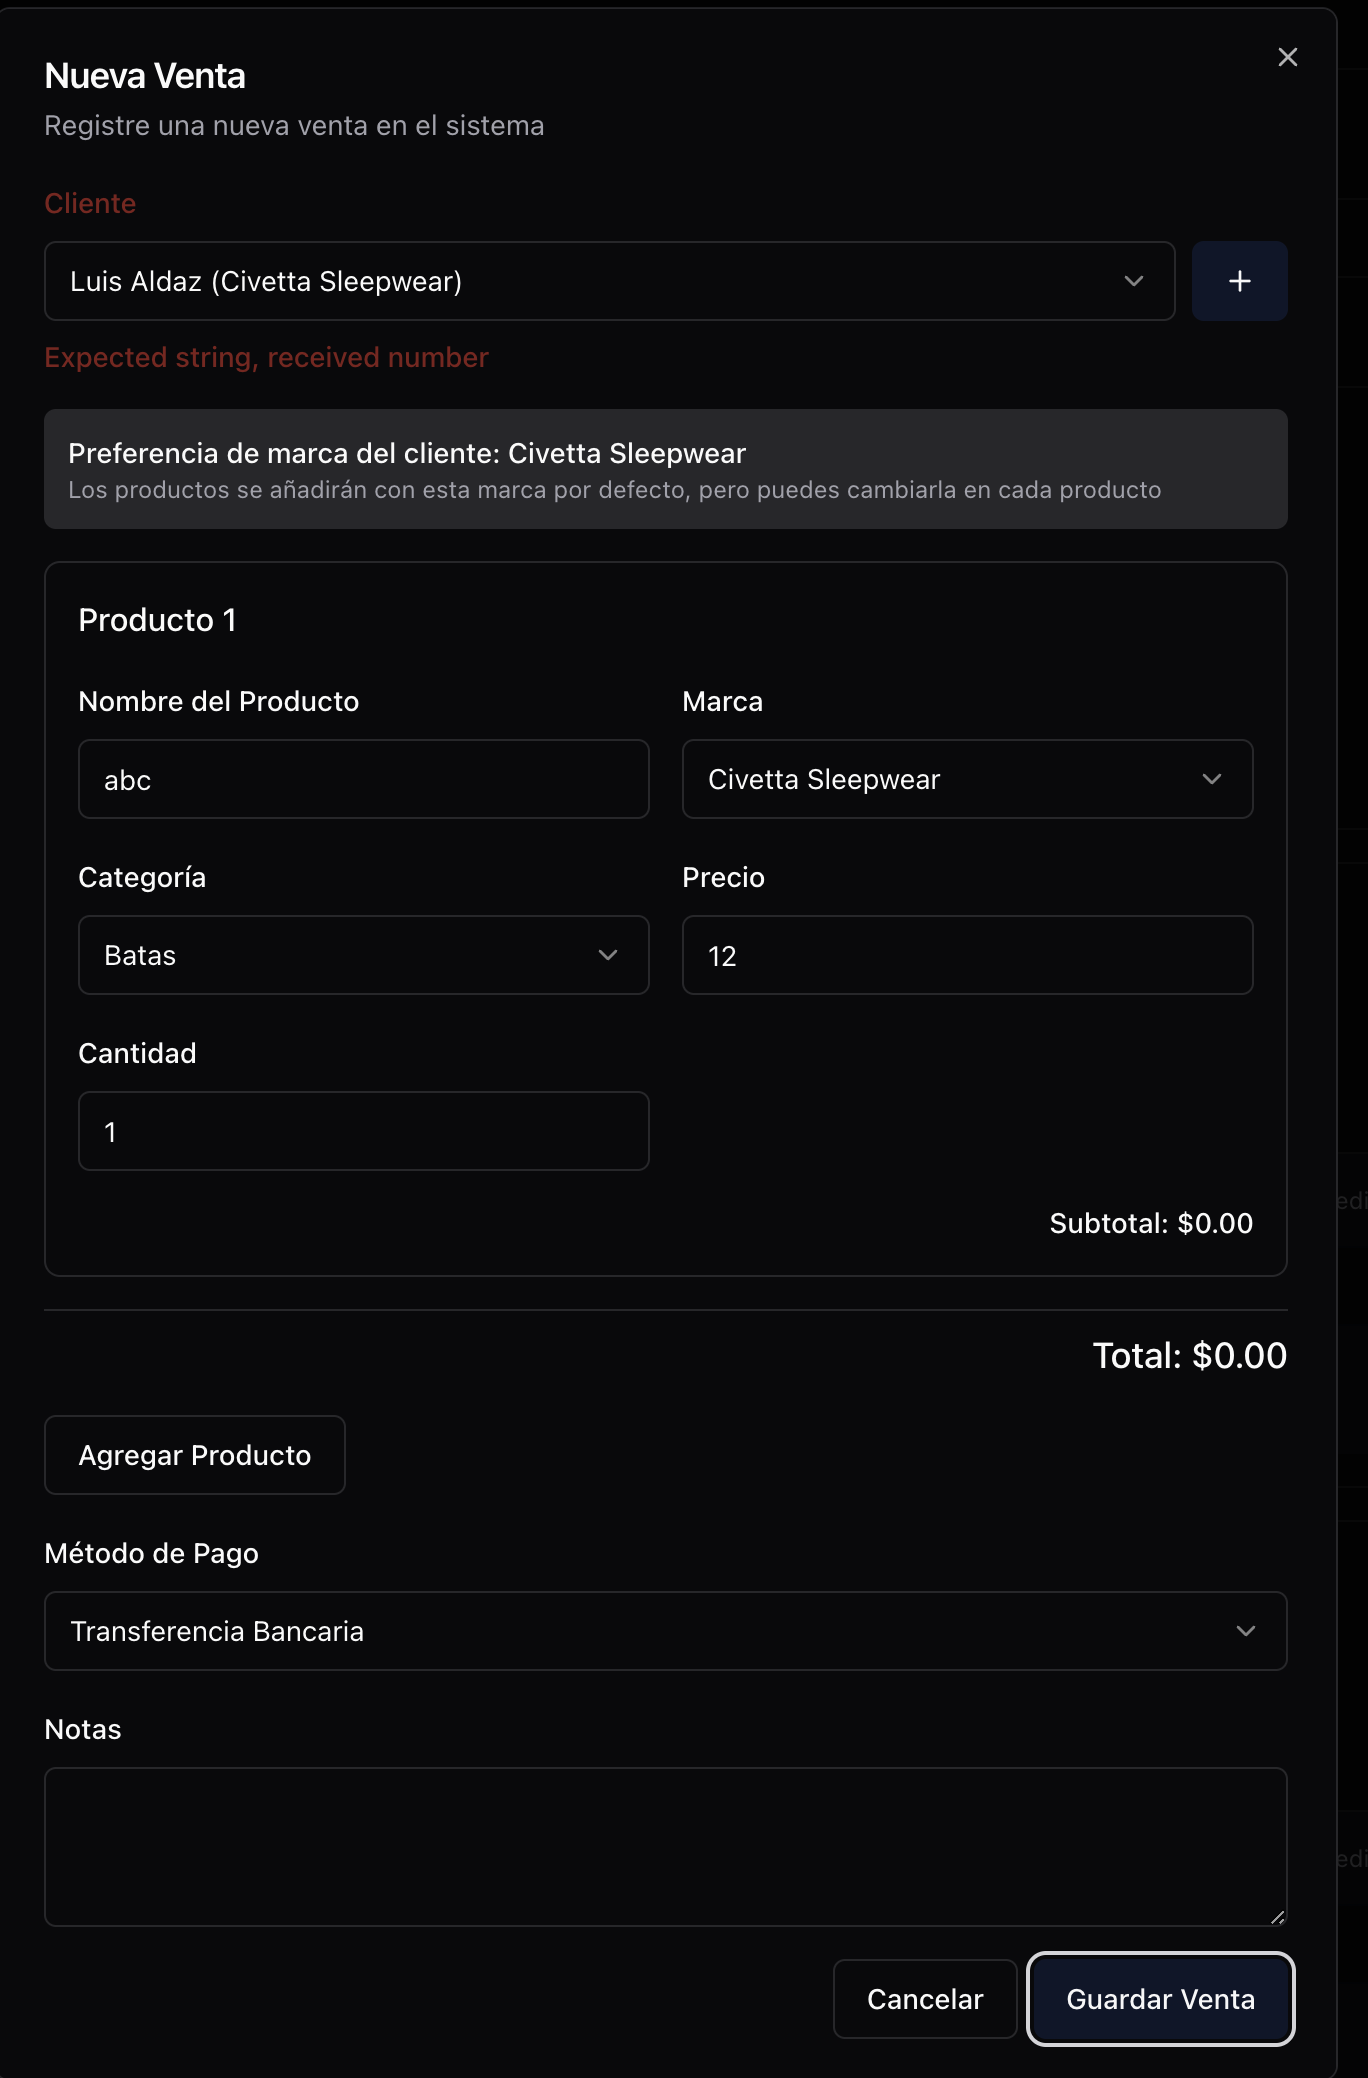 Nueva Venta
Registre una nueva venta en el sistema
Cliente
Luis Aldaz (Civetta Sleepwear)
+
Expected string, received number
Preferencia de marca del cliente: Civetta Sleepwear
Los productos se añadirán con esta marca por defecto, pero puedes cambiarla en cada producto
Producto 1
Nombre del Producto
Marca
abc
Civetta Sleepwear
Categoría
Precio
Batas
12
Cantidad
1
Subtotal: $0.00
Total: $0.00
Agregar Producto
Método de Pago
Transferencia Bancaria
Notas
Cancelar
Guardar Venta